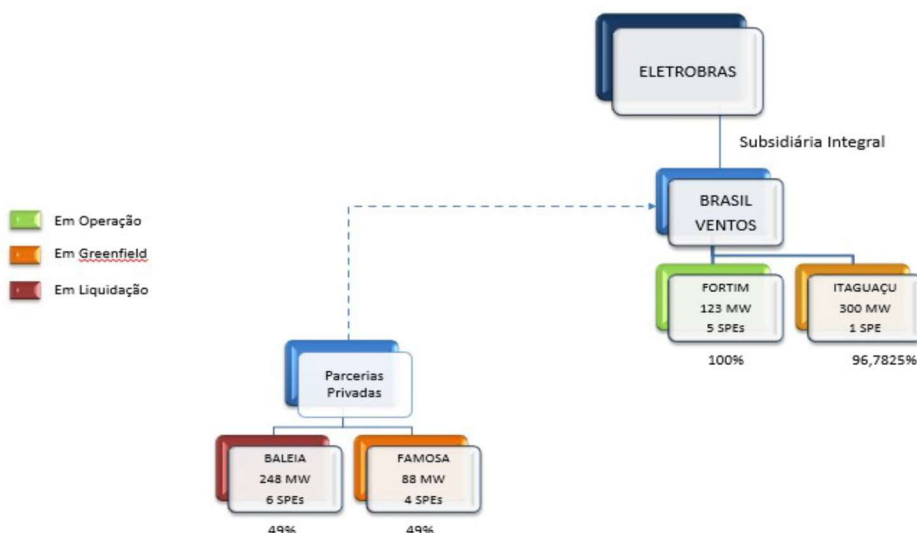 ELETROBRAS
Subsidiária Integral
BRASIL
VENTOS
Em Operação
Em Greenfield
Em Liquidação
FORTIM
123 MW
5 SPEs
100%
ITAGUAÇU
300 MW
1 SPE
96,7825%
Parcerias
Privadas
BALEIA
248 MW
6 SPEs
49%
FAMOSA
88 MW
4 SPEs
49%